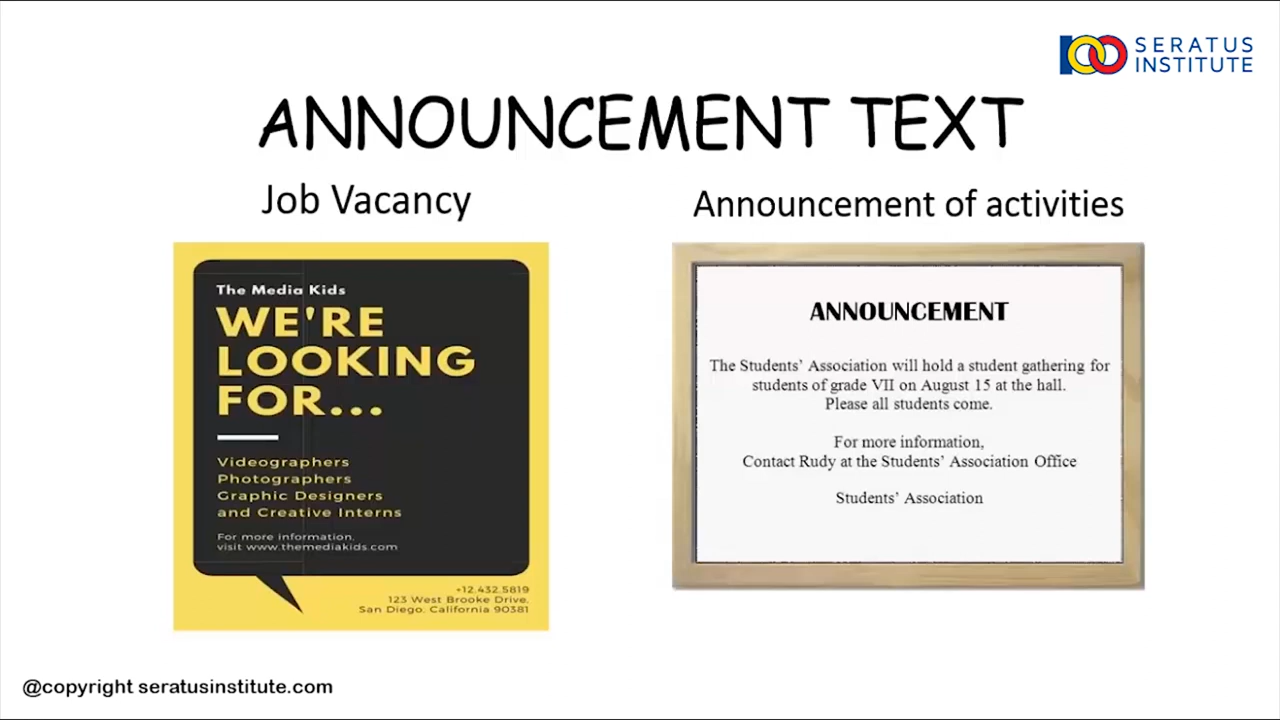 SERATUS
INSTITUTE
ANNOUNCEMENT TEXT
Job Vacancy
The Media Kids
WE'RE
LOOKING
FOR...
Videographers
Photographers
Graphic Designers
and Creative Interns
For more information,
visit www.themediakids.com
+12.432.5819
123 West Brooke Drive,
San Diego, California 90381
Announcement of activities
ANNOUNCEMENT
The Students' Association will hold a student gathering for
students of grade VII on August 15 at the hall.
Please all students come.
For more information,
Contact Rudy at the Students' Association Office
Students' Association
@copyright seratusinstitute.com